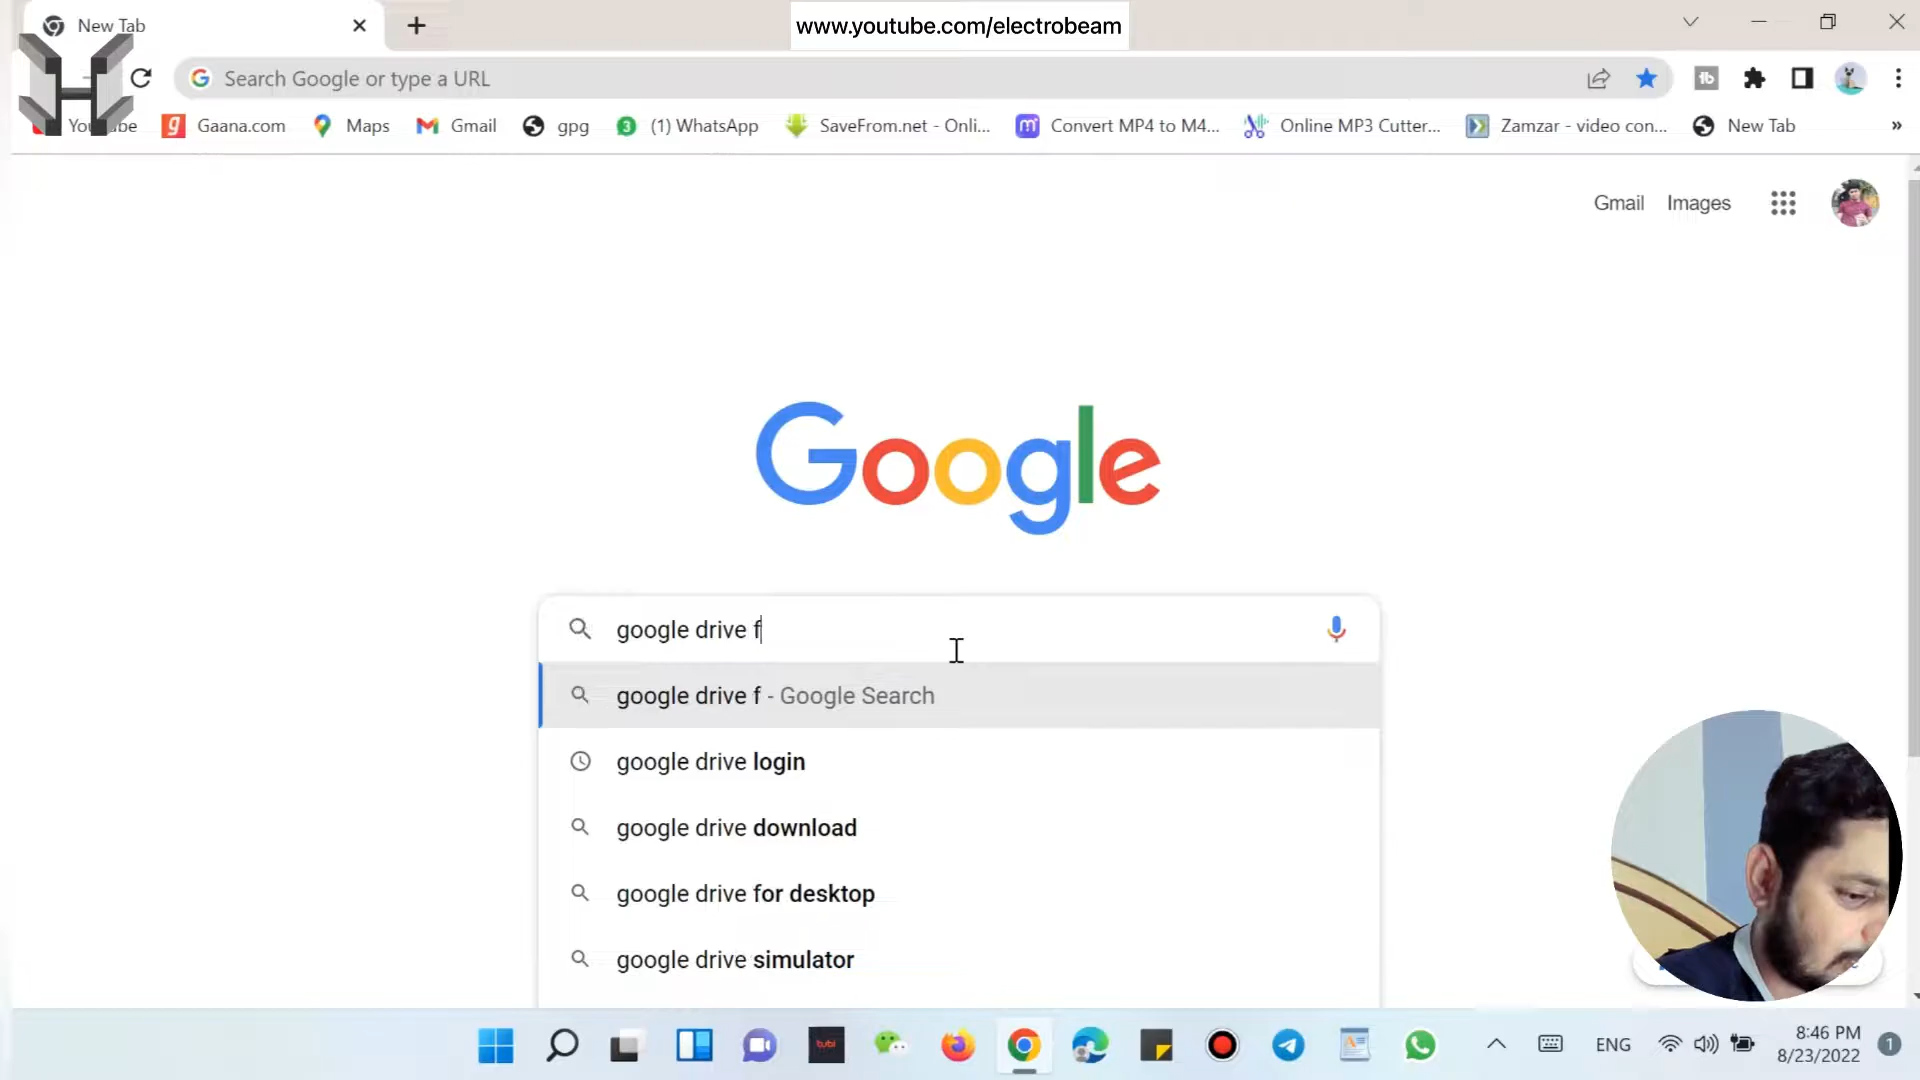 New Tab
www.youtube.com/electrobeam
Search Google or type a URL
Gaana.com
Maps
Gmail
gpg
(1) WhatsApp
SaveFrom.net - Onli...
Convert MP4 to M4...
Online MP3 Cutter...
Zamzar - video con...
New Tab
»
Gmail Images
Google
google drive f
google drive f - Google Search
google drive login
google drive download
google drive for desktop
google drive simulator
tubi
ENG
8:46 PM
8/23/2022
1